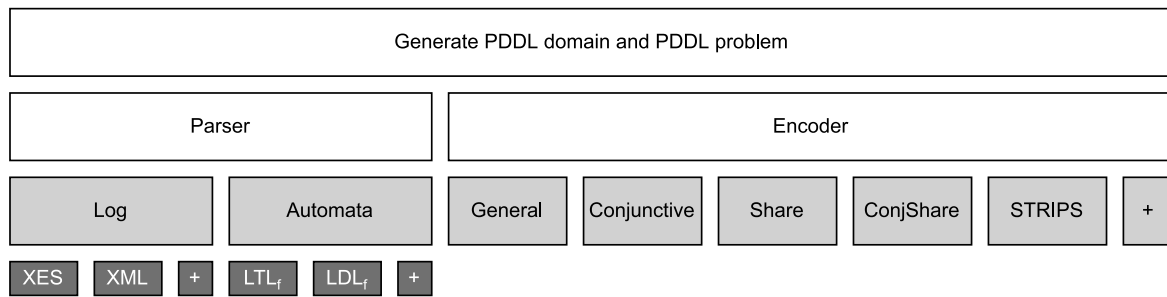 Generate PDDL domain and PDDL problem
Parser Encoder
Log Automata General Conjunctive Share ConjShare STRIPS +
XES XML + LTLf LDLf +